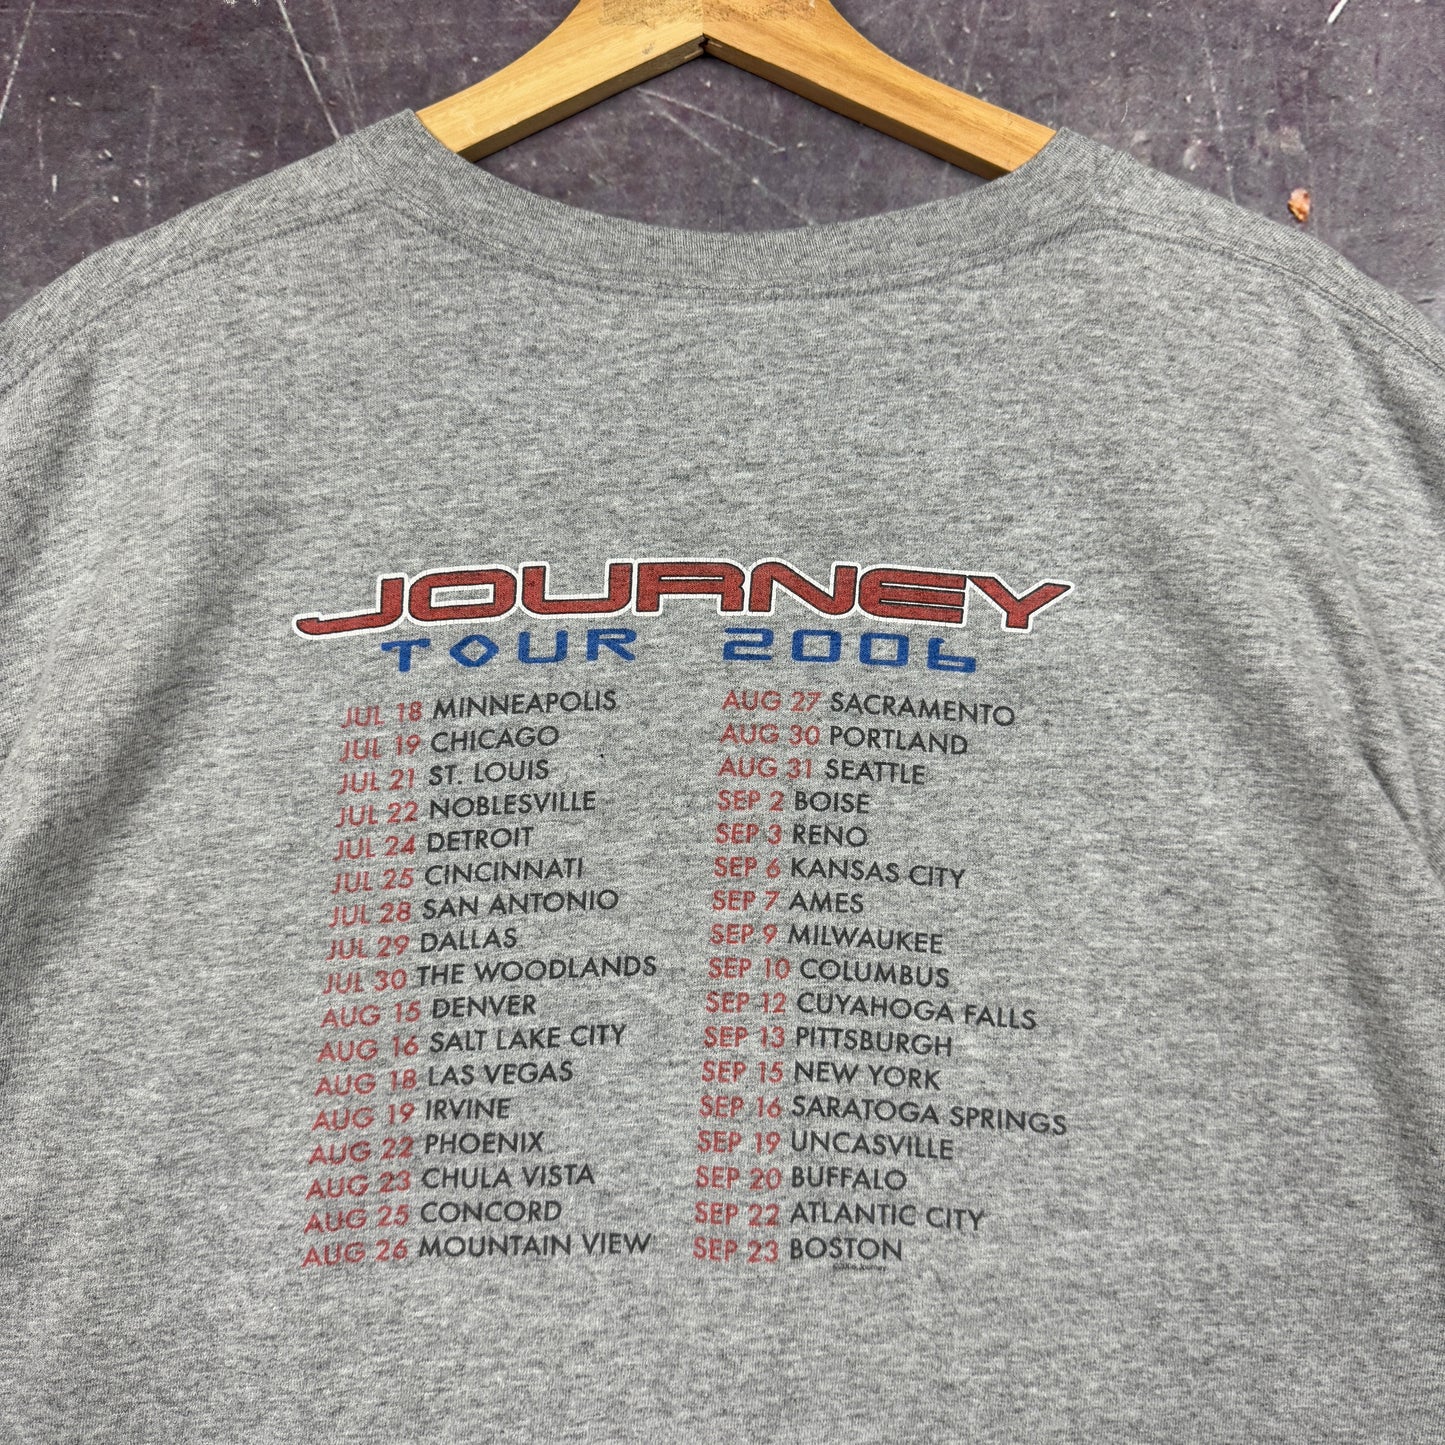 JOURNEY
TOUR 2006
JUL 18 MINNEAPOLIS
JUL 19 CHICAGO
JUL 21 ST. LOUIS
JUL 22 NOBLESVILLE
JUL 24 DETROIT
JUL 25 CINCINNATI
JUL 28 SAN ANTONIO
JUL 29 DALLAS
JUL 30 THE WOODLANDS
AUG 15 DENVER
AUG 16 SALT LAKE CITY
AUG 18 LAS VEGAS
AUG 19 IRVINE
AUG 22 PHOENIX
AUG 23 CHULA VISTA
AUG 25 CONCORD
AUG 26 MOUNTAIN VIEW
AUG 27 SACRAMENTO
AUG 30 PORTLAND
AUG 31 SEATTLE
SEP 2 BOISE
SEP 3 RENO
SEP 6 KANSAS CITY
SEP 7 AMES
SEP 9 MILWAUKEE
SEP 10 COLUMBUS
SEP 12 CUYAHOGA FALLS
SEP 13 PITTSBURGH
SEP 15 NEW YORK
SEP 16 SARATOGA SPRINGS
SEP 19 UNCASVILLE
SEP 20 BUFFALO
SEP 22 ATLANTIC CITY
SEP 23 BOSTON
©2006 Journey